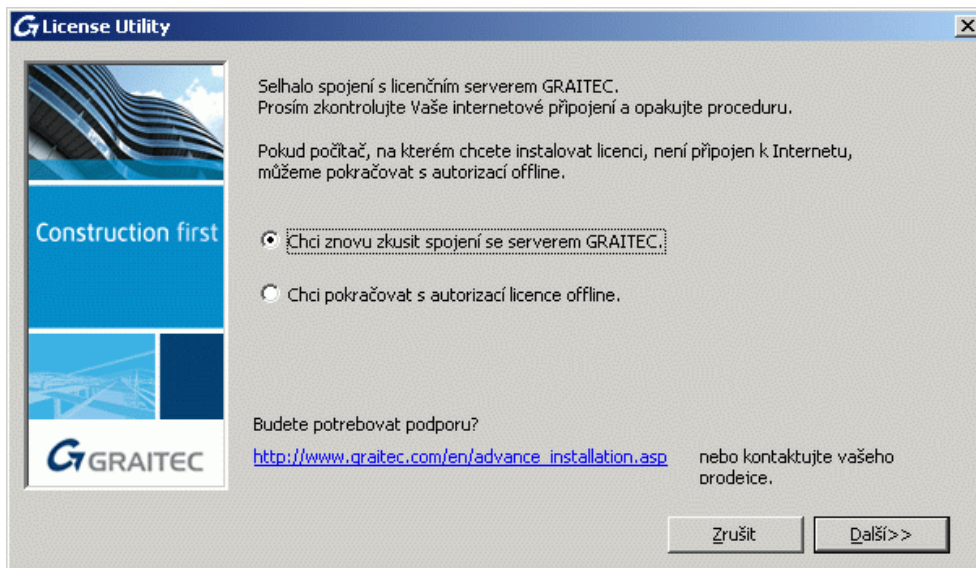 License Utility
Selhalo spojení s licenčním serverem GRAITEC.
Prosím zkontrolujte Vaše internetové připojení a opakujte proceduru.
Pokud počítač, na kterém chcete instalovat licenci, není připojen k Internetu,
můžeme pokračovat s autorizací offline.
Construction first
Chci znovu zkusit spojení se serverem GRAITEC.
Chci pokračovat s autorizací licence offline.
GRAITEC
Budete potrebovat podporu?
http://www.graitec.com/en/advance_installation.asp nebo kontaktujte vašeho
prodejce.
Zrušit Další>>